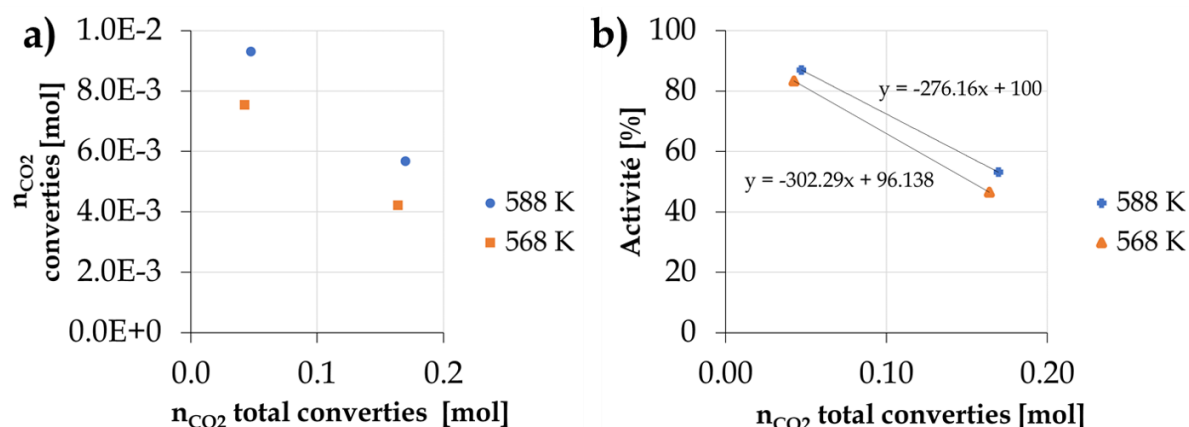 a)
n_CO2
converties [mol]
1.0E-2
8.0E-3
6.0E-3
4.0E-3
2.0E-3
0.0E+0
0.0 0.1 0.2
n_CO2 total converties [mol]
588 K
568 K
b)
Activité [%]
100
80
60
40
20
0
y = -276.16x + 100
y = -302.29x + 96.138
0.00 0.10 0.20
n_CO2 total converties [mol]
588 K
568 K